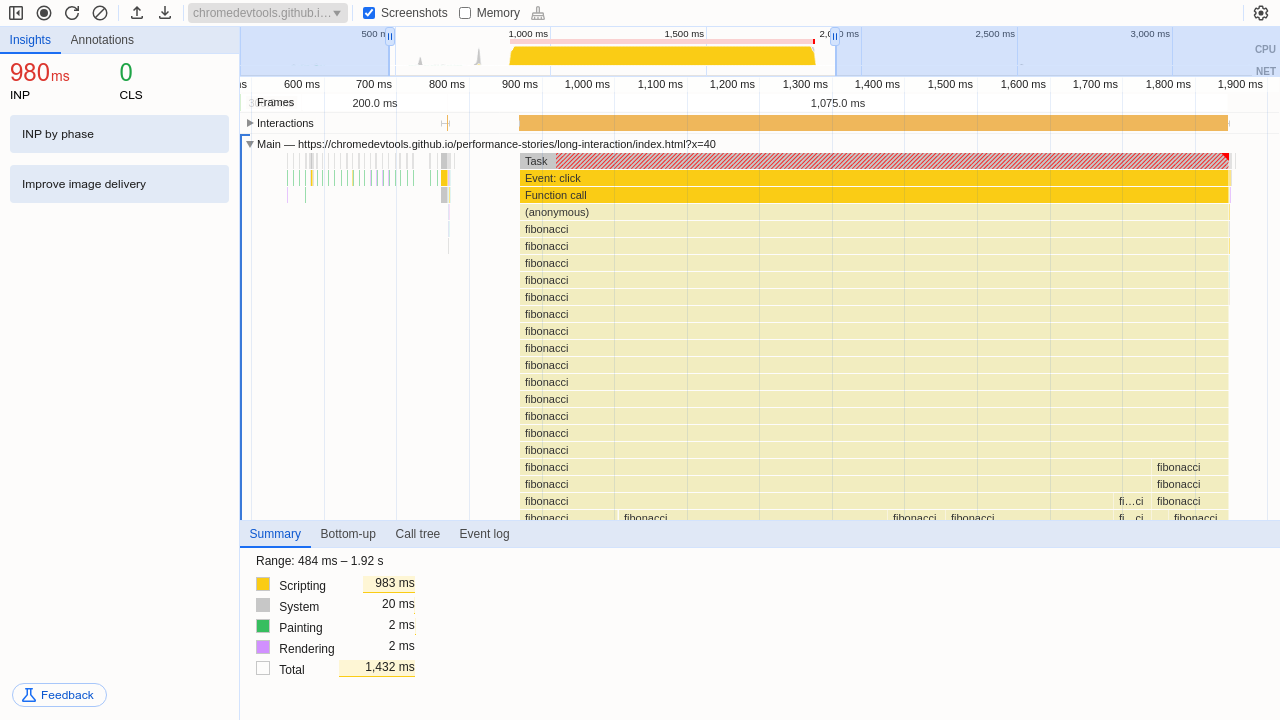 chromedevtools.github.i… Screenshots Memory
Insights Annotations
980ms 0
INP CLS
INP by phase
Improve image delivery
Feedback
1,000 ms 1,500 ms 2,500 ms 3,000 ms
CPU
NET
600 ms 700 ms 800 ms 900 ms 1,000 ms 1,100 ms 1,200 ms 1,300 ms 1,400 ms 1,500 ms 1,600 ms 1,700 ms 1,800 ms 1,900 ms
Frames 200.0 ms 1,075.0 ms
Interactions
Main — https://chromedevtools.github.io/performance-stories/long-interaction/index.html?x=40
Task
Event: click
Function call
(anonymous)
fibonacci
fibonacci
fibonacci
fibonacci
fibonacci
fibonacci
fibonacci
fibonacci
fibonacci
fibonacci
fibonacci
fibonacci
fibonacci
fibonacci
fibonacci fibonacci
fibonacci fibonacci
fibonacci fi…ci fibonacci
fibonacci fibonacci fibonacci fibonacci fi…ci fibonacci
Summary Bottom-up Call tree Event log
Range: 484 ms – 1.92 s
Scripting 983 ms
System 20 ms
Painting 2 ms
Rendering 2 ms
Total 1,432 ms